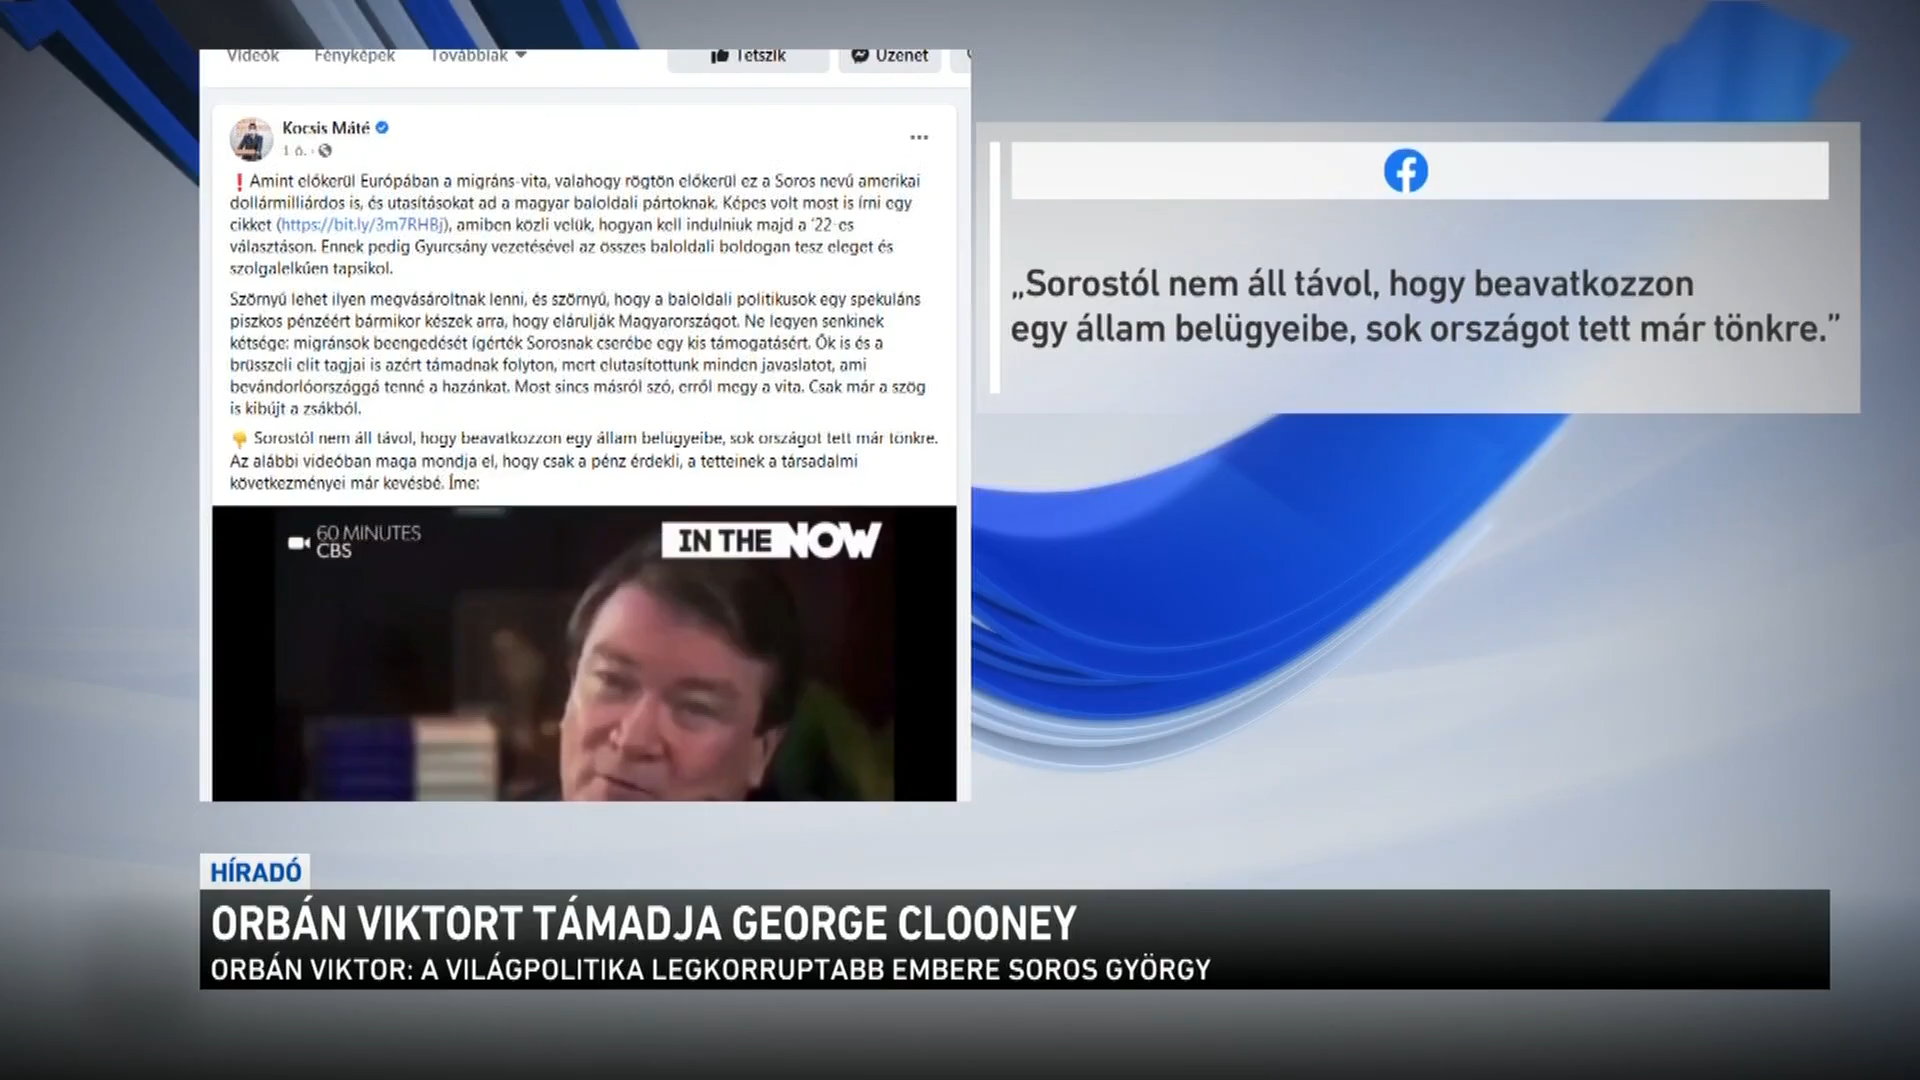 Videók Fényképek Továbbiak Tetszik Üzenet
Kocsis Máté
1 ó.
❗Amint előkerül Európában a migráns-vita, valahogy rögtön előkerül ez a Soros nevű amerikai
dollármilliárdos is, és utasításokat ad a magyar baloldali pártoknak. Képes volt most is írni egy
cikket (https://bit.ly/3m7RHBj), amiben közli velük, hogyan kell indulniuk majd a '22-es
választáson. Ennek pedig Gyurcsány vezetésével az összes baloldali boldogan tesz eleget és
szolgalelkűen tapsikol.
Szörnyű lehet ilyen megvásároltnak lenni, és szörnyű, hogy a baloldali politikusok egy spekuláns
piszkos pénzéért bármikor készek arra, hogy elárulják Magyarországot. Ne legyen senkinek
kétsége: migránsok beengedését ígérték Sorosnak cserébe egy kis támogatásért. Ők is és a
brüsszeli elit tagjai is azért támadnak folyton, mert elutasítottunk minden javaslatot, ami
bevándorlóországgá tenné a hazánkat. Most sincs másról szó, erről megy a vita. Csak már a szög
is kibújt a zsákból.
👇 Sorostól nem áll távol, hogy beavatkozzon egy állam belügyeibe, sok országot tett már tönkre.
Az alábbi videóban maga mondja el, hogy csak a pénz érdekli, a tetteinek a társadalmi
következményei már kevésbé. Íme:
60 MINUTES
CBS
IN THE NOW
„Sorostól nem áll távol, hogy beavatkozzon
egy állam belügyeibe, sok országot tett már tönkre.”
HÍRADÓ
ORBÁN VIKTORT TÁMADJA GEORGE CLOONEY
ORBÁN VIKTOR: A VILÁGPOLITIKA LEGKORRUPTABB EMBERE SOROS GYÖRGY